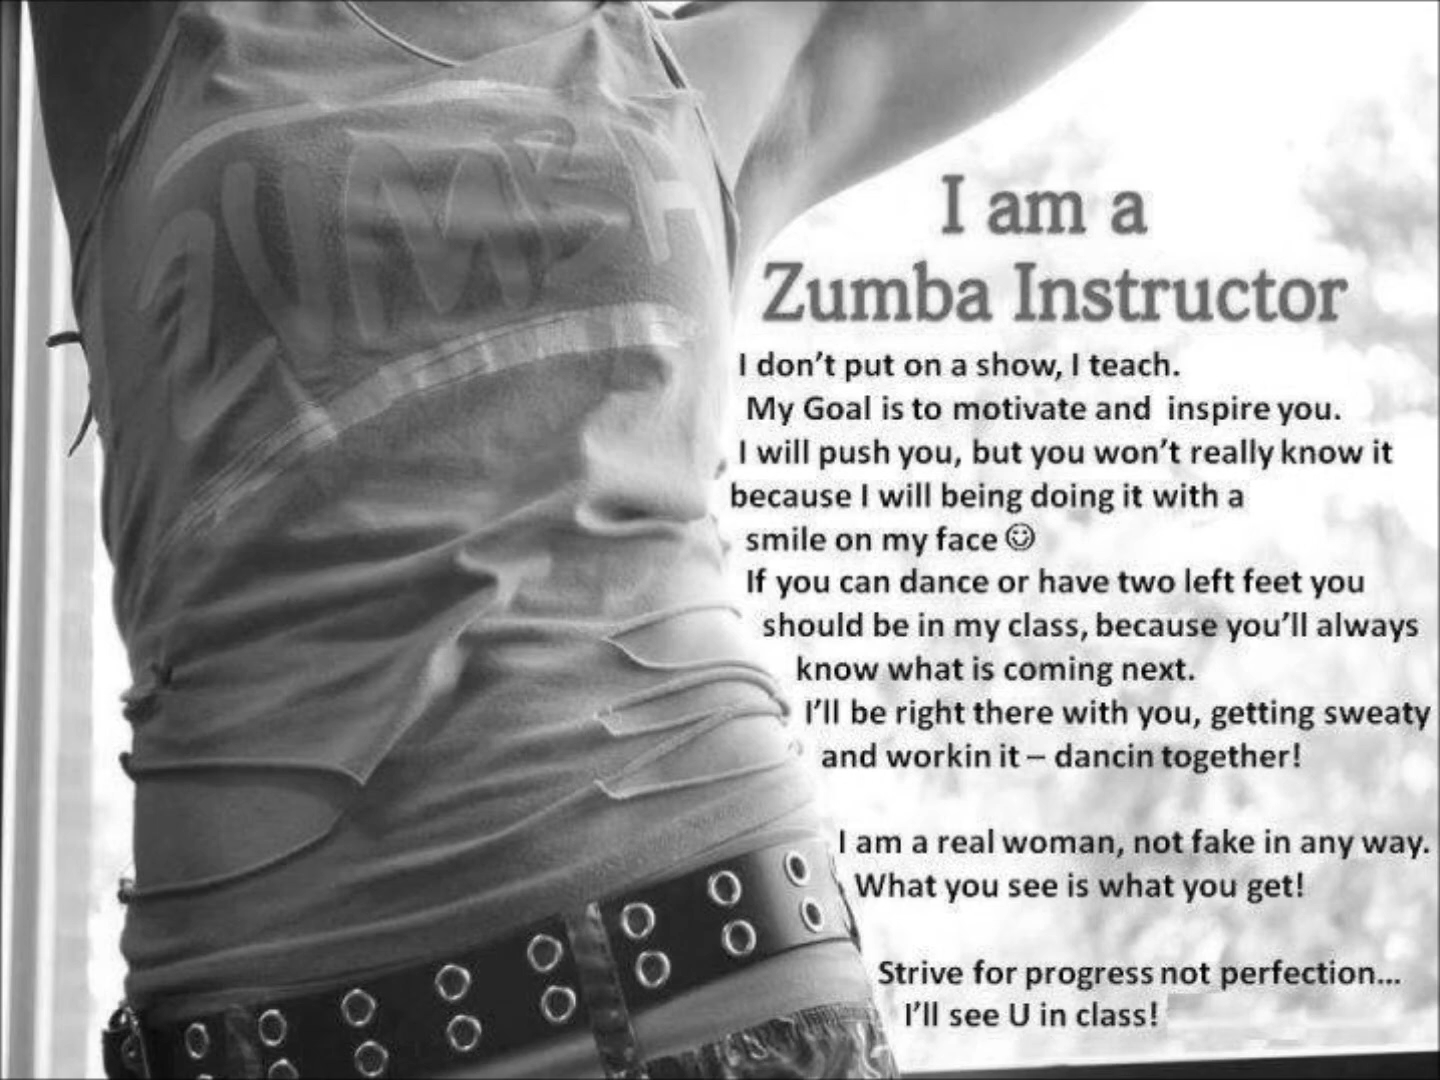 ZUMBA
I am a
Zumba Instructor
I don't put on a show, I teach.
My Goal is to motivate and inspire you.
I will push you, but you won't really know it
because I will being doing it with a
smile on my face ☺
If you can dance or have two left feet you
should be in my class, because you'll always
know what is coming next.
I'll be right there with you, getting sweaty
and workin it – dancin together!
I am a real woman, not fake in any way.
What you see is what you get!
Strive for progress not perfection...
I'll see U in class!